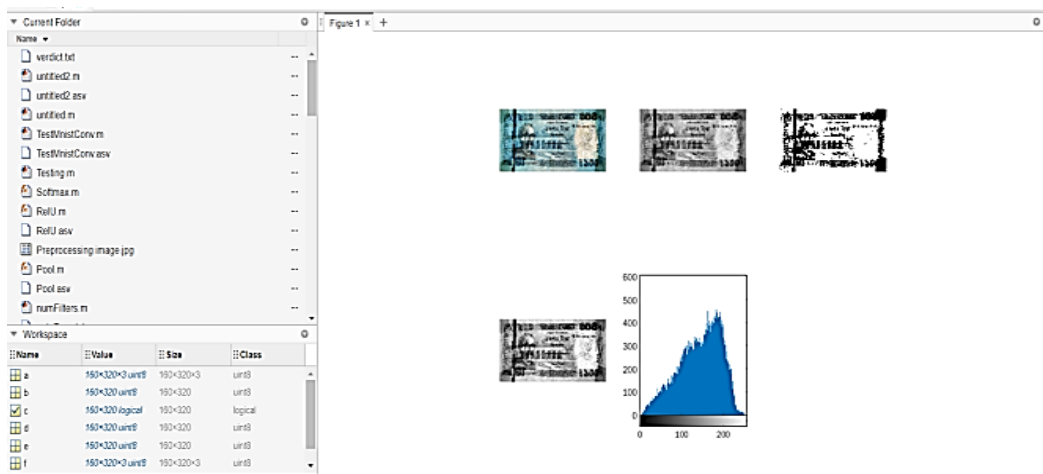 Current Folder
Name
verdict.txt
untitled2.m
untitled2.asv
untitled.m
TestMnistConv.m
TestMnistConv.asv
Testing.m
Softmax.m
RelU.m
RelU.asv
Preprocessing image.jpg
Pool.m
Pool.asv
numFilters.m
Workspace
Name Value Size Class
a 160×320×3 uint8 160×320×3 uint8
b 160×320 uint8 160×320 uint8
c 160×320 logical 160×320 logical
d 160×320 uint8 160×320 uint8
e 160×320 uint8 160×320 uint8
f 160×320×3 uint8 160×320×3 uint8
Figure 1 × +
600
500
400
300
200
100
0
0 100 200